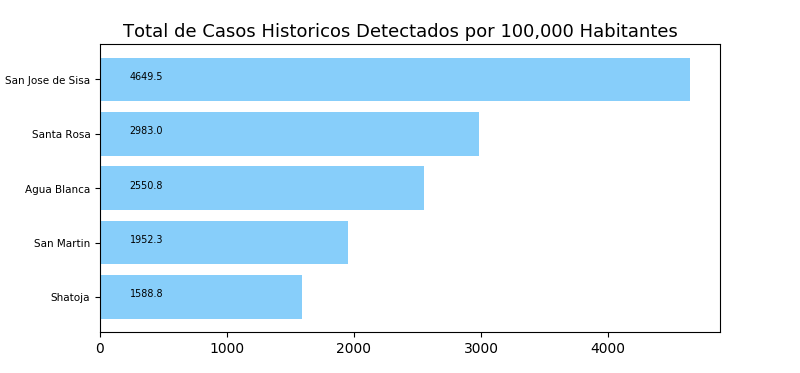 Total de Casos Historicos Detectados por 100,000 Habitantes
San Jose de Sisa 4649.5
Santa Rosa 2983.0
Agua Blanca 2550.8
San Martin 1952.3
Shatoja 1588.8
0 1000 2000 3000 4000